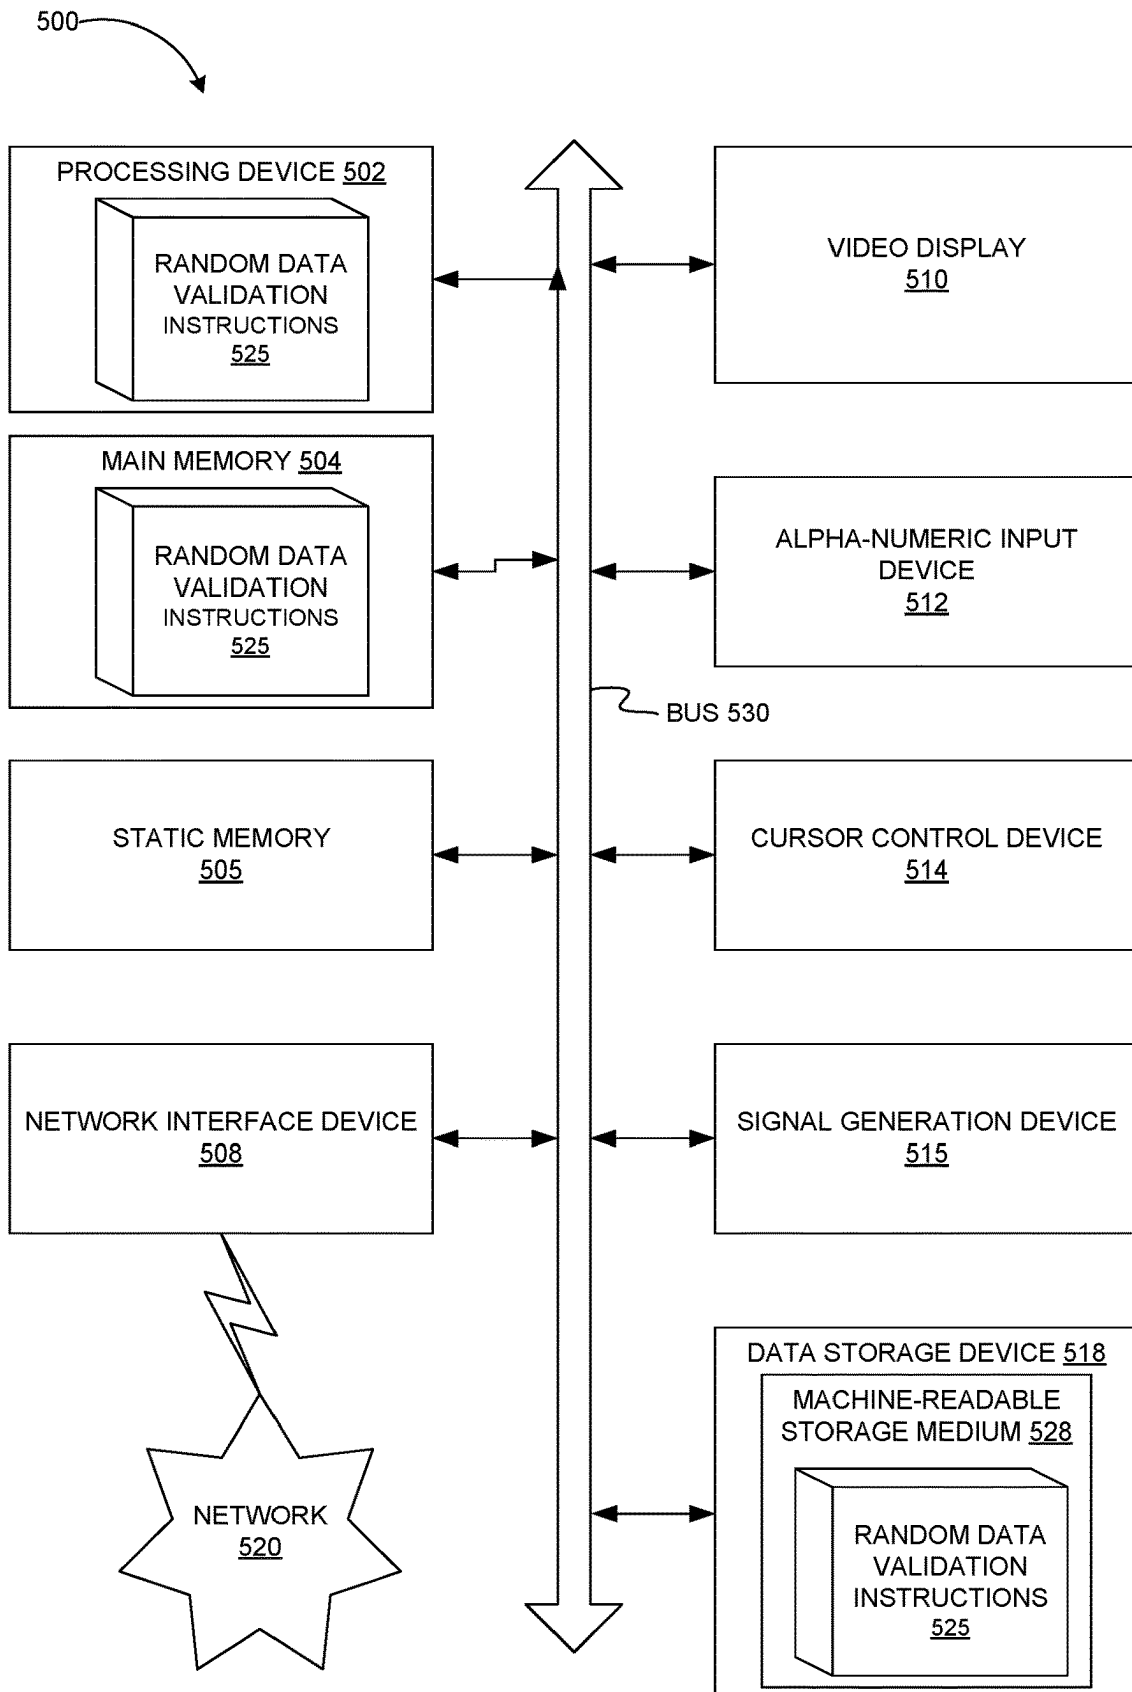 500
PROCESSING DEVICE 502
RANDOM DATA
VALIDATION
INSTRUCTIONS
525
MAIN MEMORY 504
RANDOM DATA
VALIDATION
INSTRUCTIONS
525
STATIC MEMORY
505
NETWORK INTERFACE DEVICE
508
NETWORK
520
BUS 530
VIDEO DISPLAY
510
ALPHA-NUMERIC INPUT
DEVICE
512
CURSOR CONTROL DEVICE
514
SIGNAL GENERATION DEVICE
515
DATA STORAGE DEVICE 518
MACHINE-READABLE
STORAGE MEDIUM 528
RANDOM DATA
VALIDATION
INSTRUCTIONS
525